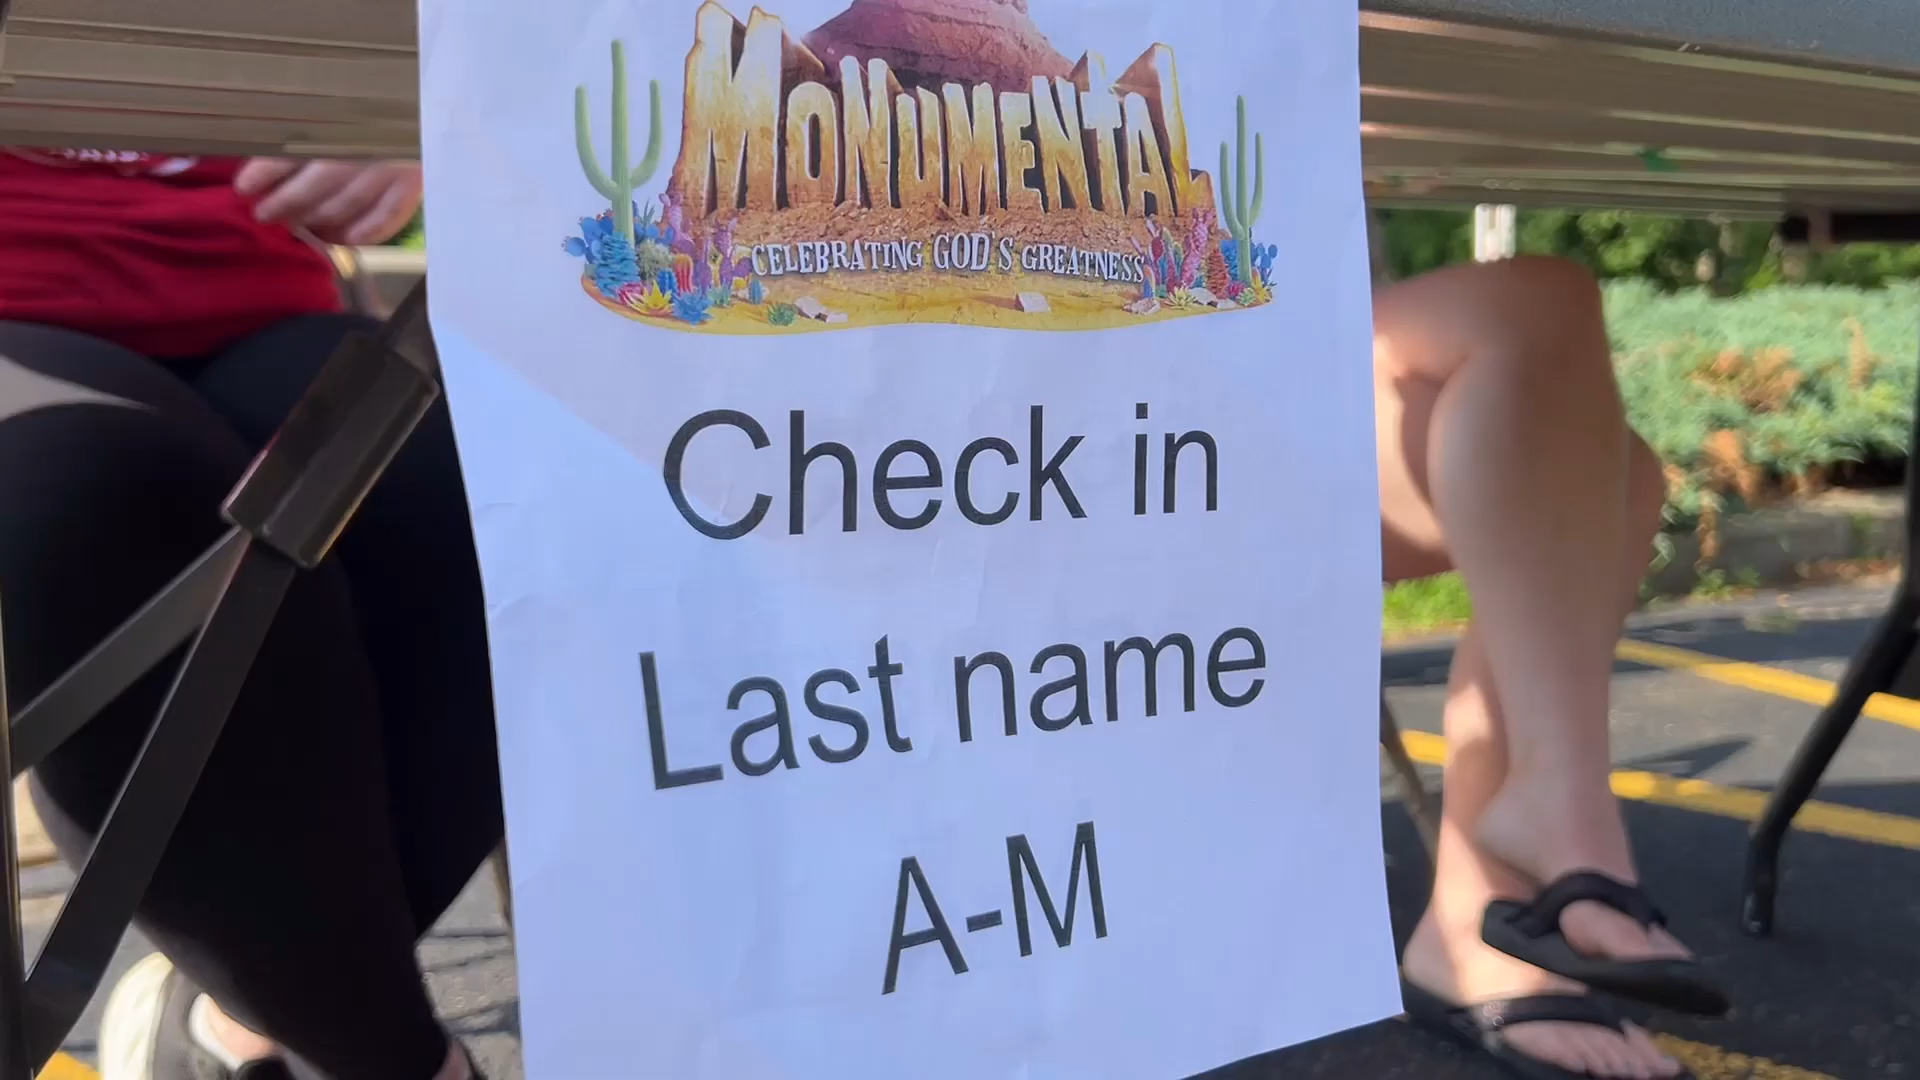 MONUMENTAL
CELEBRATING GOD'S GREATNESS
Check in
Last name
A-M